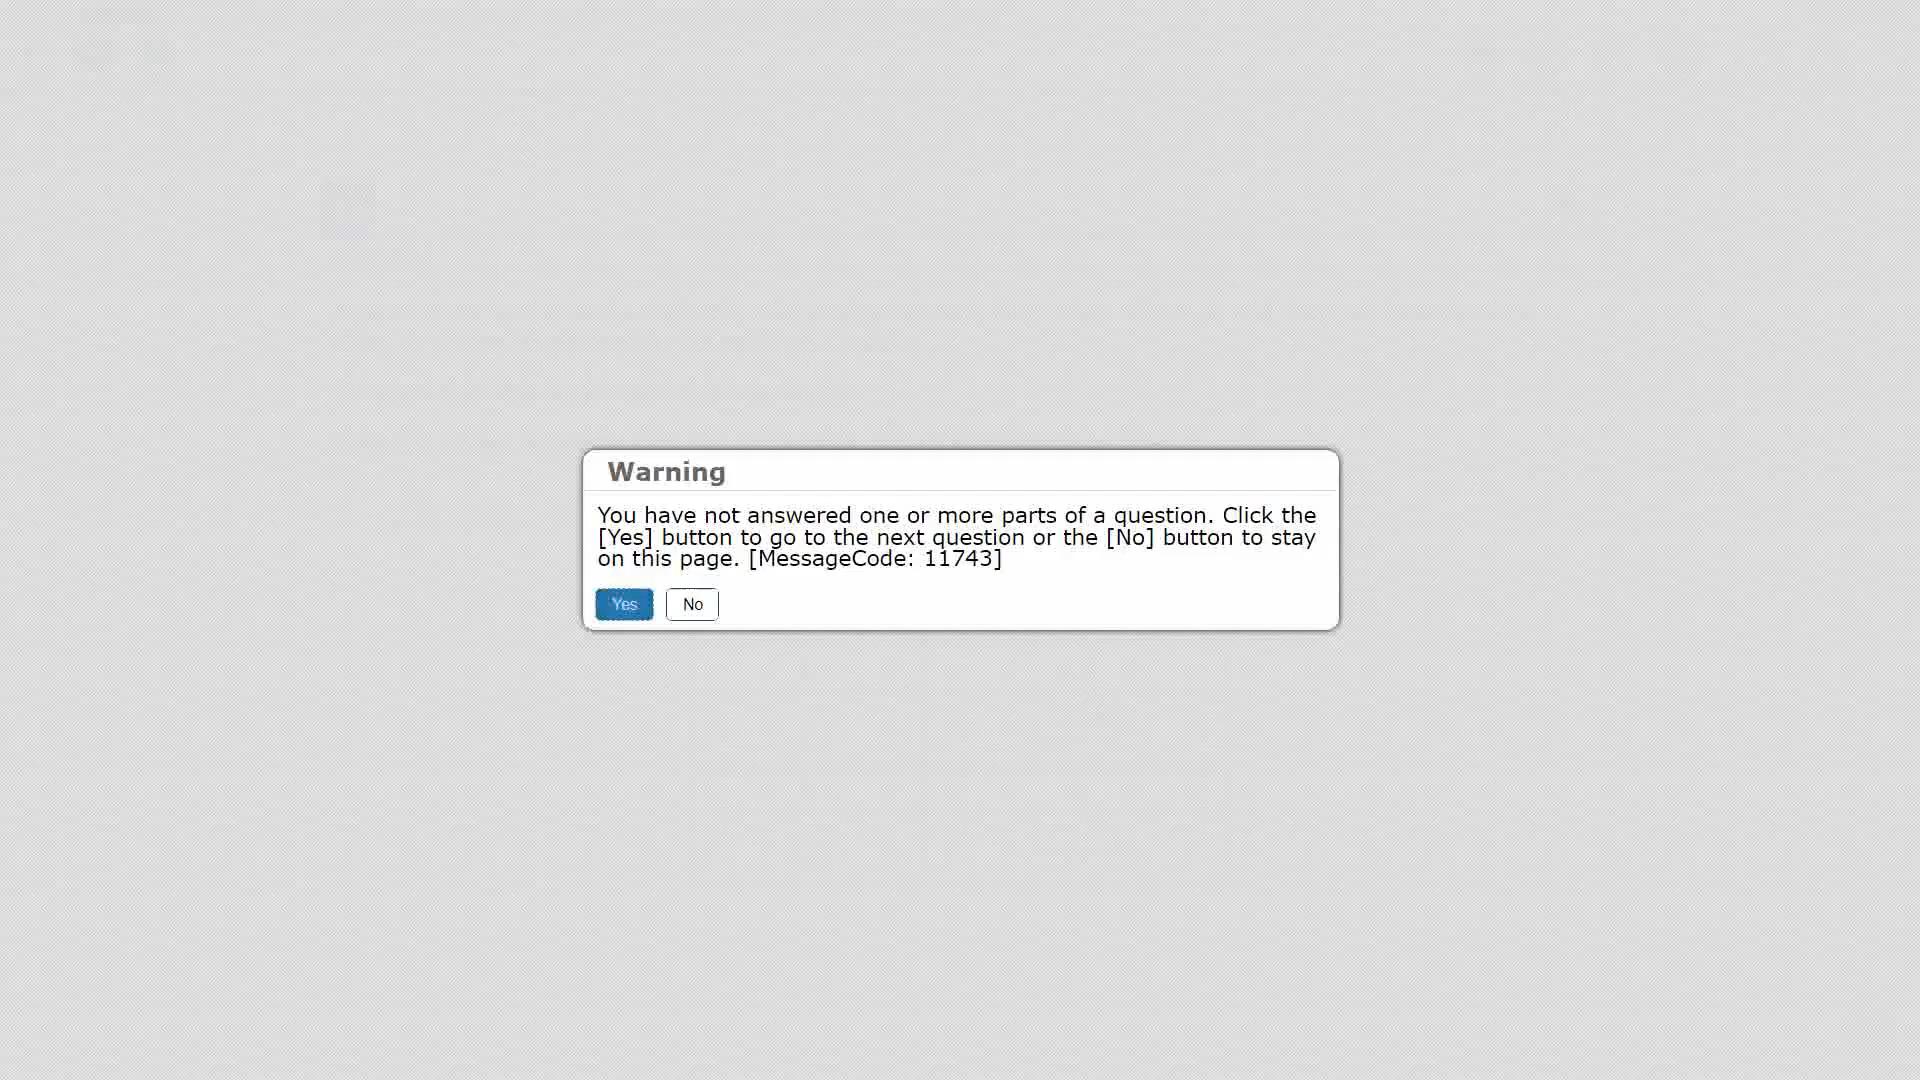 Warning
You have not answered one or more parts of a question. Click the
[Yes] button to go to the next question or the [No] button to stay
on this page. [MessageCode: 11743]
Yes No